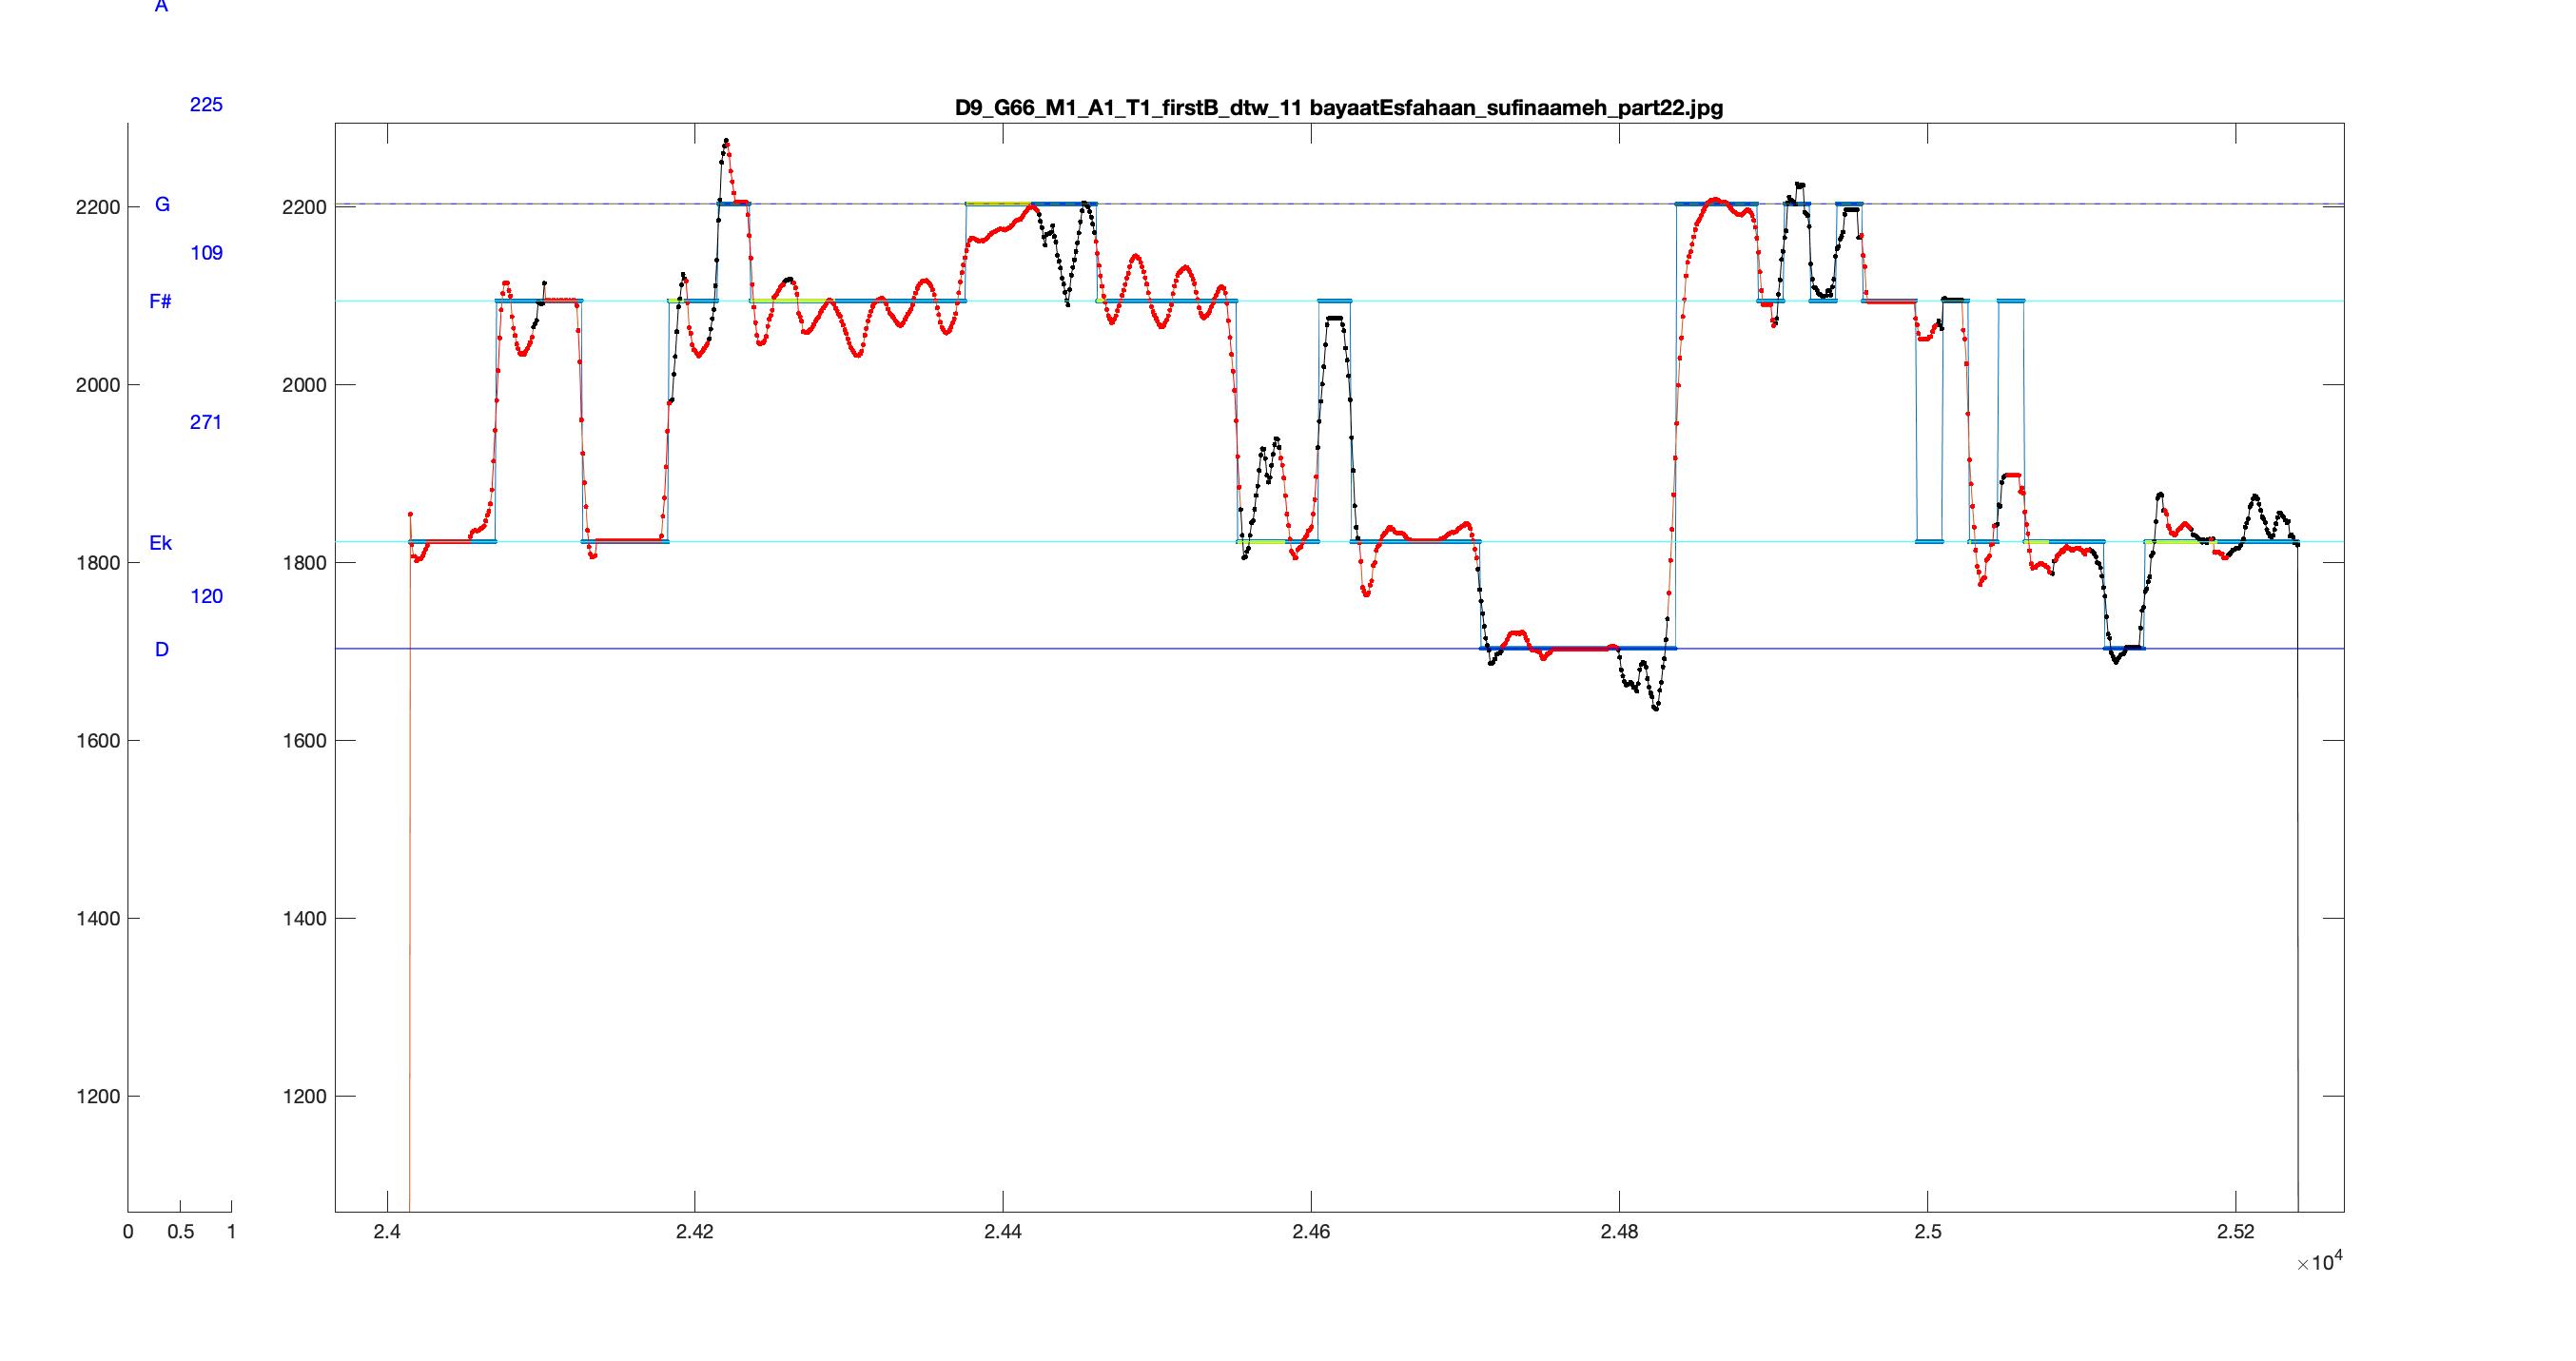 A
225
D9_G66_M1_A1_T1_firstB_dtw_11 bayaatEsfahaan_sufinaameh_part22.jpg
2200 G 2200
109
F#
2000 2000
271
Ek
1800 1800
120
D
1600 1600
1400 1400
1200 1200
0 0.5 1 2.4 2.42 2.44 2.46 2.48 2.5 2.52
×10^4